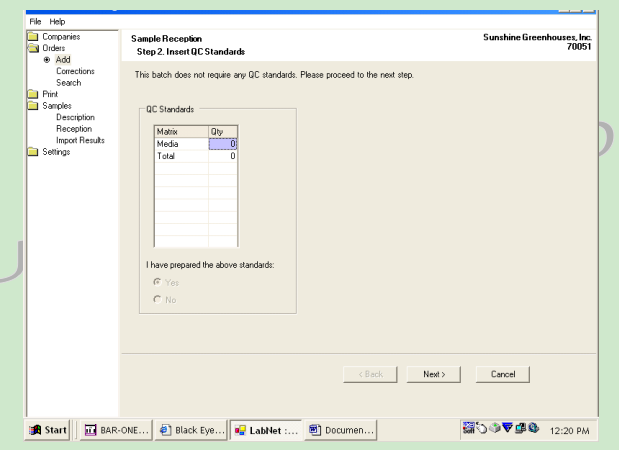 File Help
Companies
Orders
Add
Corrections
Search
Print
Samples
Description
Reception
Import Results
Settings
Sample Reception
Step 2. Insert QC Standards
Sunshine Greenhouses, Inc.
70051
This batch does not require any QC standards. Please proceed to the next step.
QC Standards
Matrix Qty
Media 0
Total 0
I have prepared the above standards:
Yes
No
< Back Next > Cancel
Start BAR-ONE... Black Eye... LabNet :... Documen... 12:20 PM